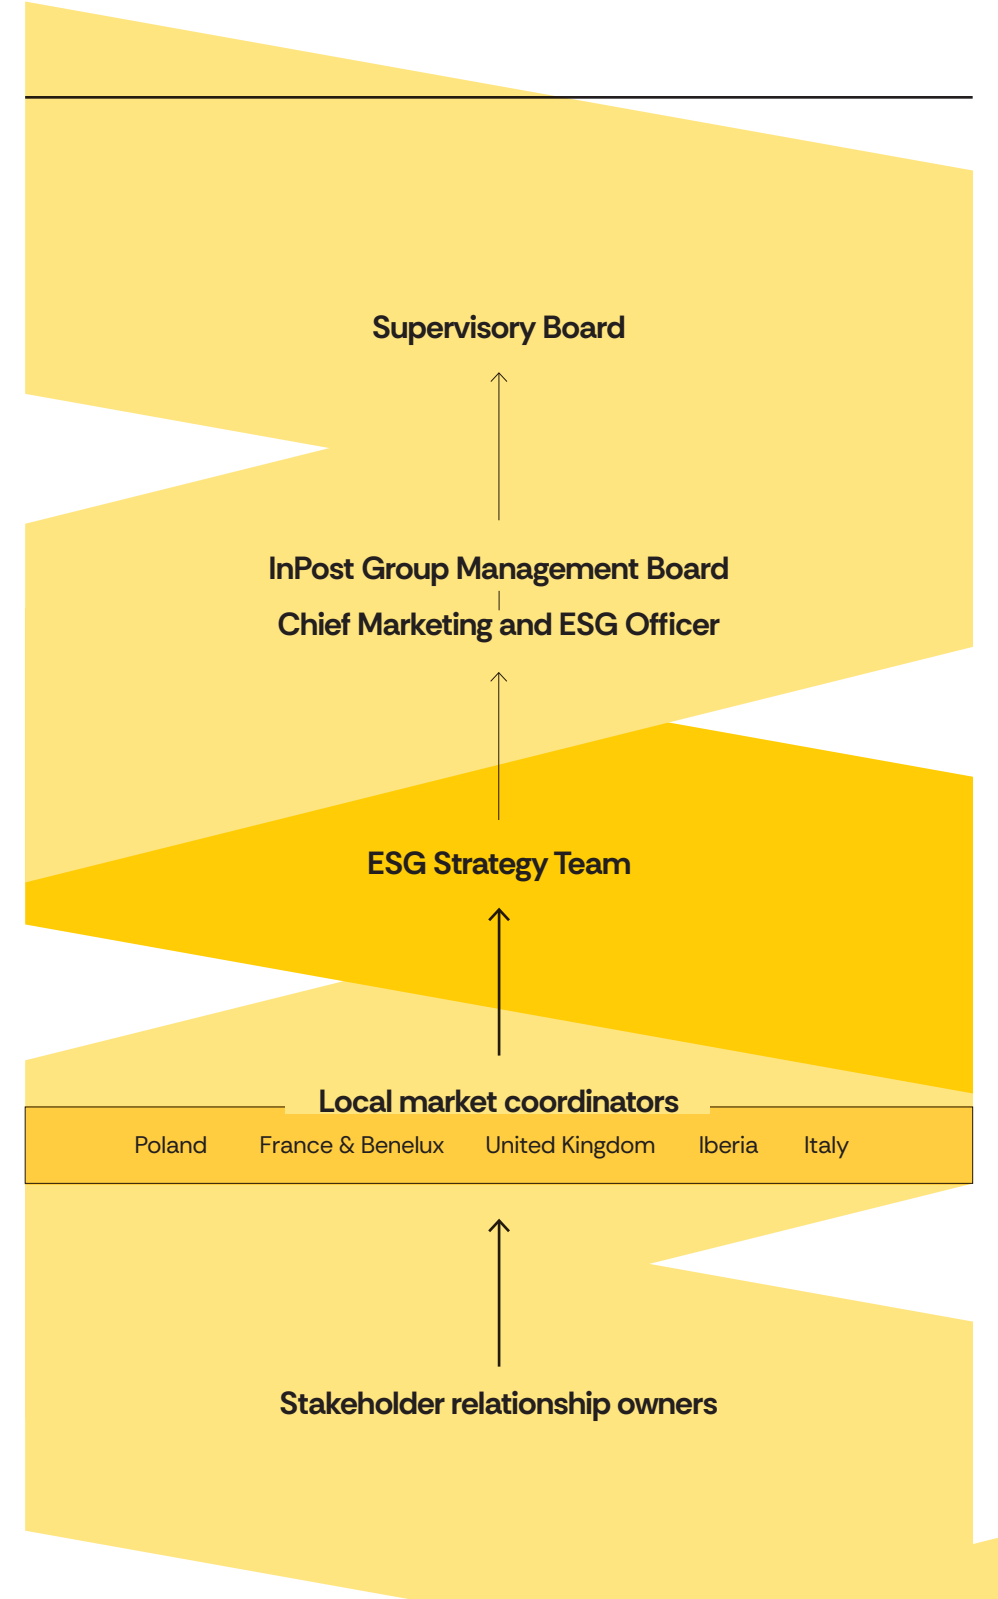 Supervisory Board
InPost Group Management Board
Chief Marketing and ESG Officer
ESG Strategy Team
Local market coordinators
Poland France & Benelux United Kingdom Iberia Italy
Stakeholder relationship owners